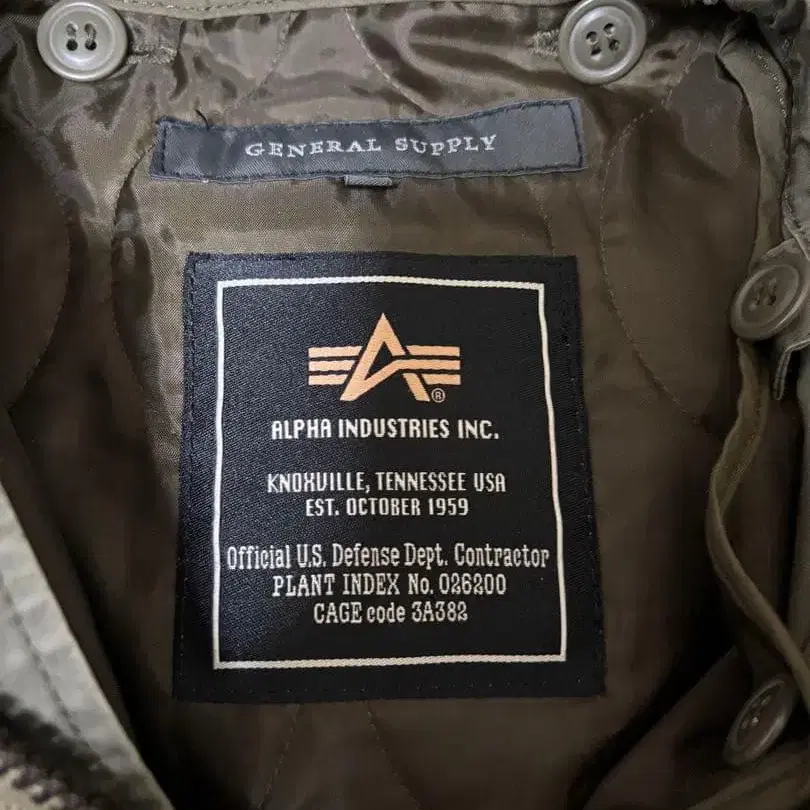 GENERAL SUPPLY
®
ALPHA INDUSTRIES INC.
KNOXVILLE, TENNESSEE USA
EST. OCTOBER 1959
Official U.S. Defense Dept. Contractor
PLANT INDEX No. 026200
CAGE code 3A382